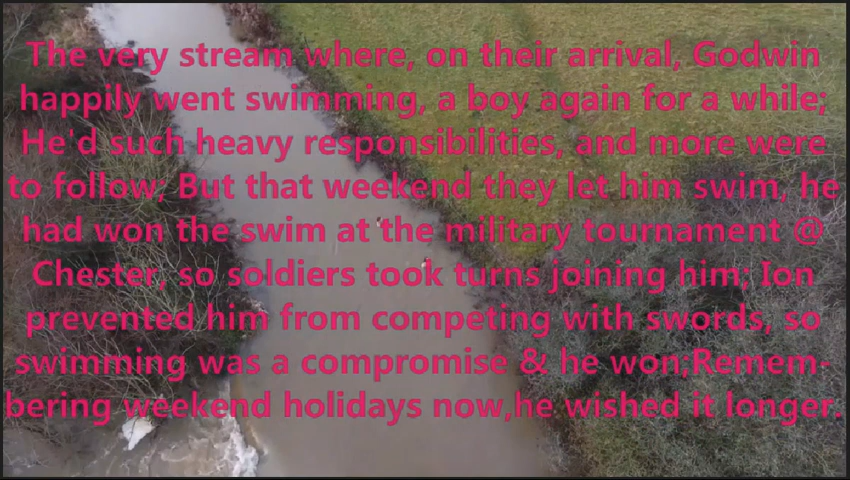 The very stream where, on their arrival, Godwin
happily went swimming, a boy again for a while;
He'd such heavy responsibilities, and more were
to follow; But that weekend they let him swim, he
had won the swim at the military tournament @
Chester, so soldiers took turns joining him; Ion
prevented him from competing with swords, so
swimming was a compromise & he won;Remem-
bering weekend holidays now,he wished it longer.